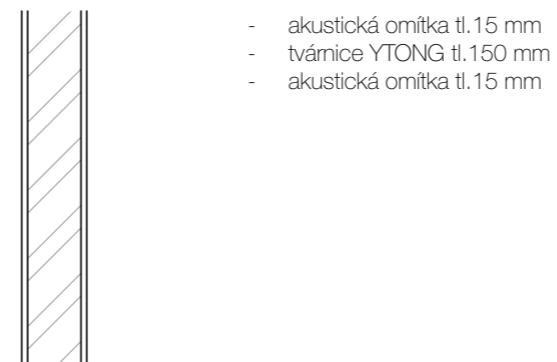 - akustická omítka tl.15 mm
- tvárnice YTONG tl.150 mm
- akustická omítka tl.15 mm